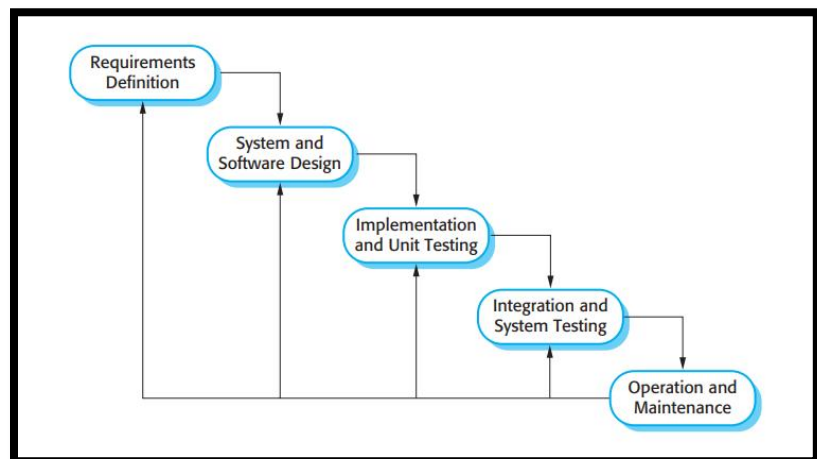 Requirements
Definition
System and
Software Design
Implementation
and Unit Testing
Integration and
System Testing
Operation and
Maintenance